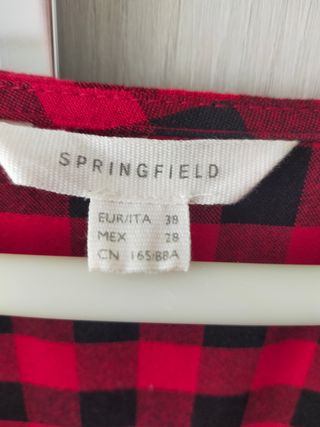 SPRINGFIELD
EUR/ITA 38
MEX 28
CN 165/88A